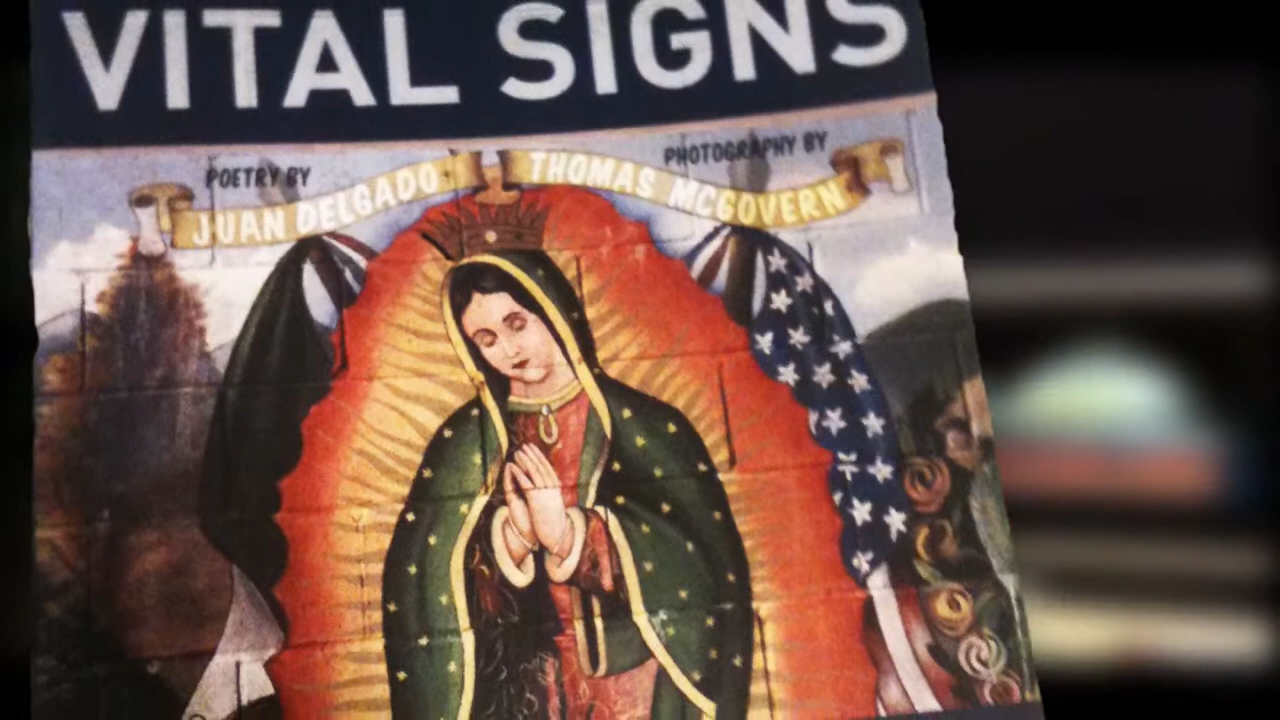 VITAL SIGNS
POETRY BY
JUAN DELGADO
PHOTOGRAPHY BY
THOMAS MCGOVERN